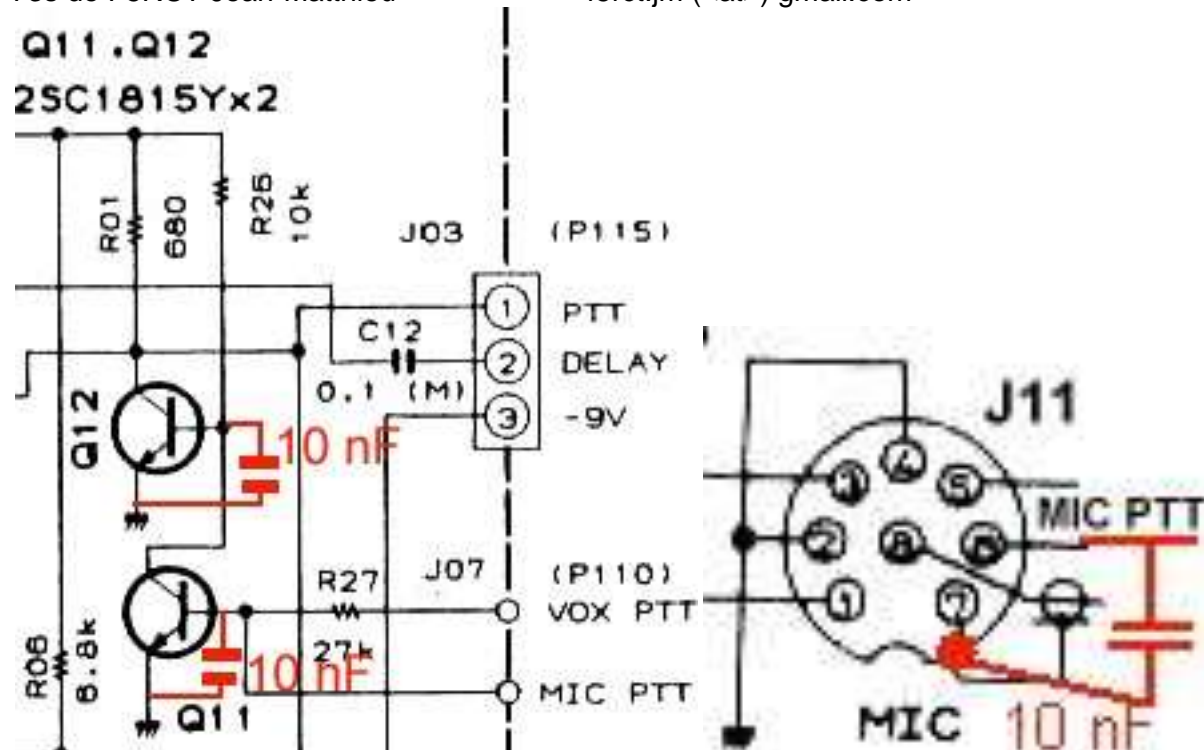 Q11.Q12
2SC1815Yx2
R01
680
R25
10k
J03
(P115)
1
PTT
C12
2
DELAY
0.1 (M)
3
-9V
Q12
10 nF
R27
J07
(P110)
VOX PTT
27k
10 nF
MIC PTT
R06
6.8k
Q11
J11
4
3
5
MIC PTT
2
8
6
1
7
MIC
10 nF